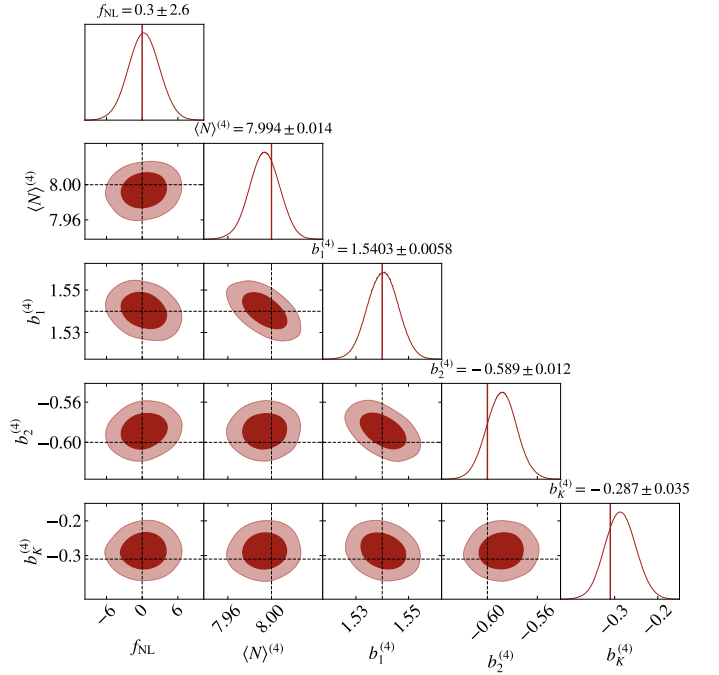 f_NL = 0.3 ± 2.6
⟨N⟩^(4) = 7.994 ± 0.014
⟨N⟩^(4)
8.00
7.96
b_1^(4) = 1.5403 ± 0.0058
b_1^(4)
1.55
1.53
b_2^(4) = −0.589 ± 0.012
b_2^(4)
−0.56
−0.60
b_K^(4) = −0.287 ± 0.035
b_K^(4)
−0.2
−0.3
−6 0 6 7.96 8.00 1.53 1.55 −0.60 −0.56 −0.3 −0.2
f_NL ⟨N⟩^(4) b_1^(4) b_2^(4) b_K^(4)